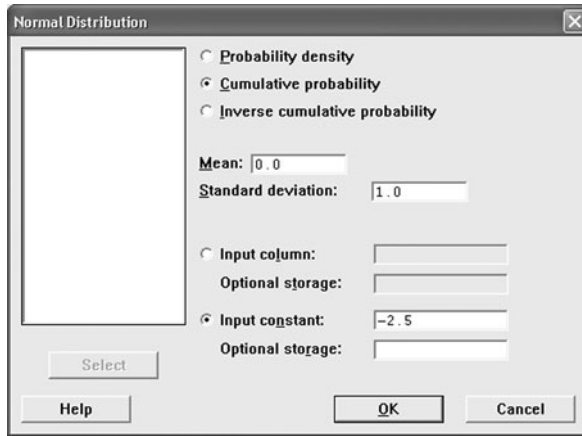 Normal Distribution
Probability density
Cumulative probability
Inverse cumulative probability
Mean: 0.0
Standard deviation: 1.0
Input column:
Optional storage:
Input constant: -2.5
Optional storage:
Select
Help OK Cancel